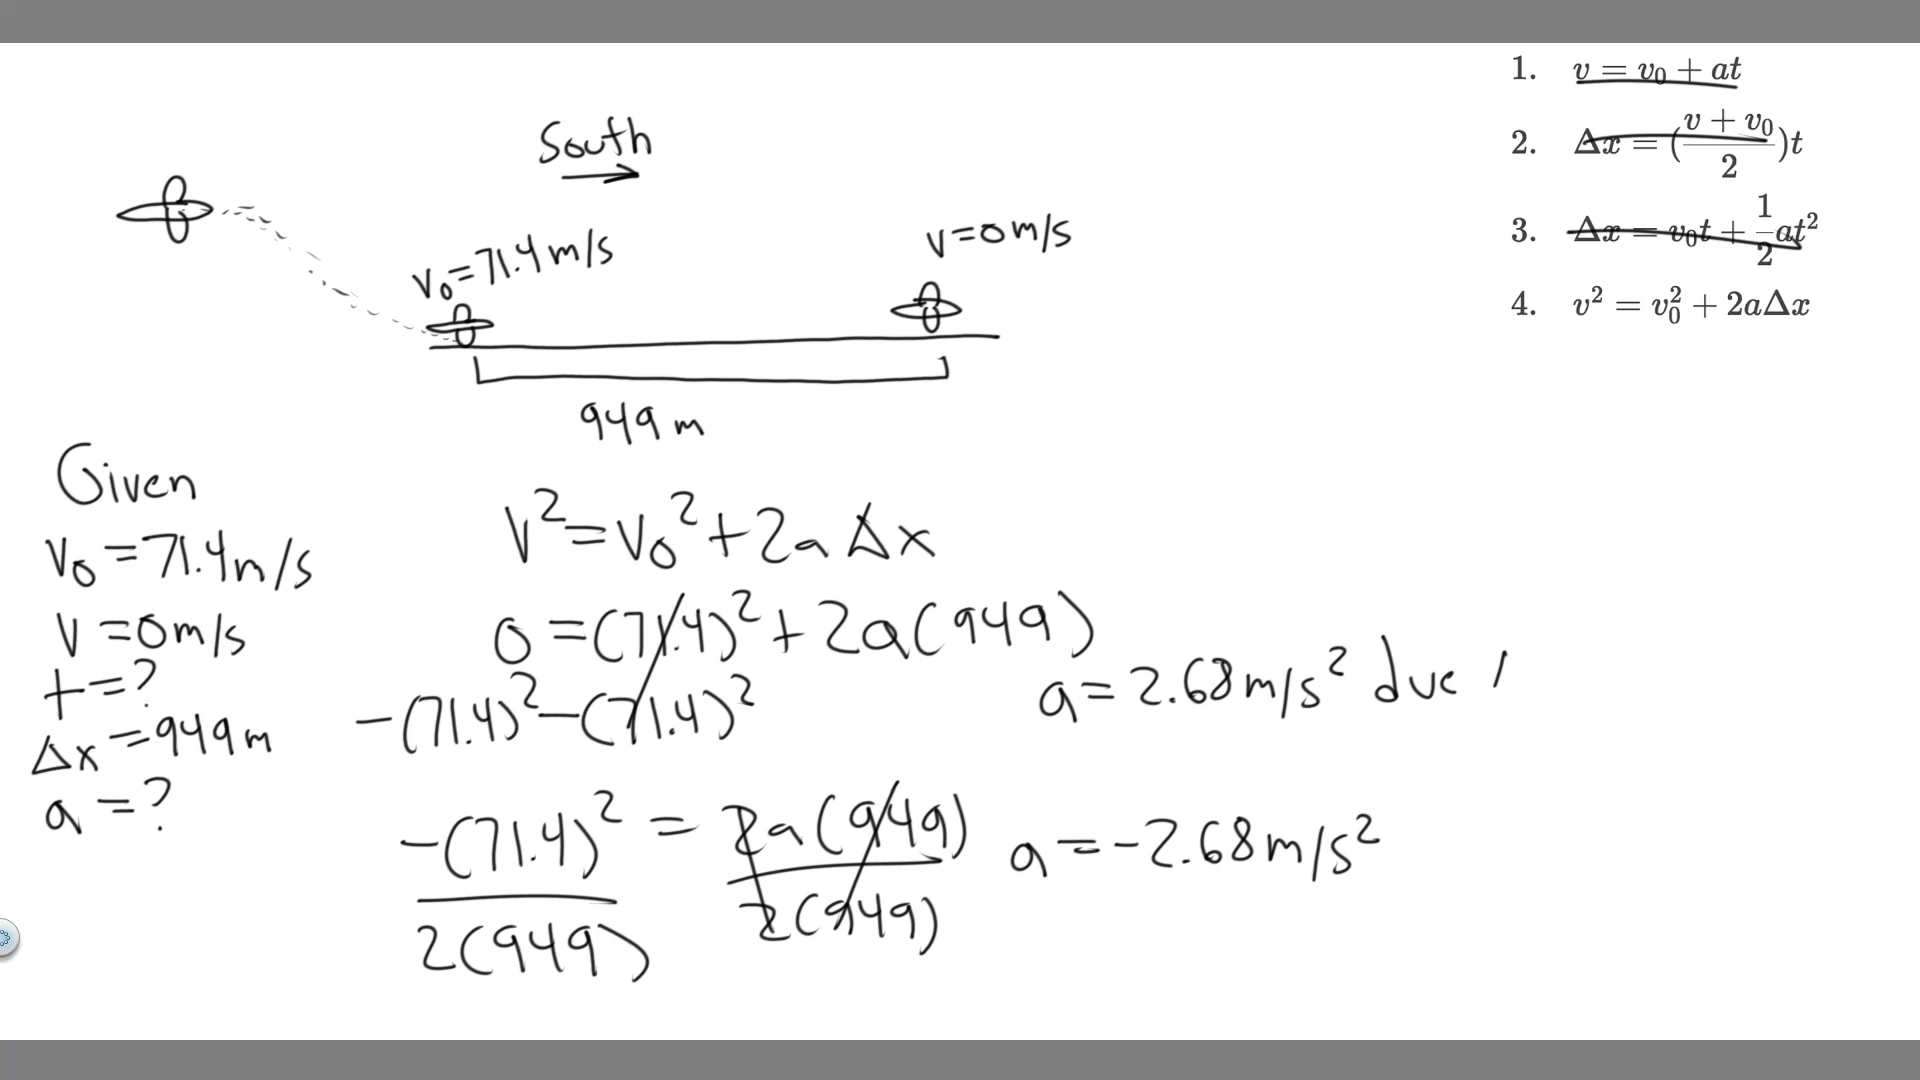 South
v₀=71.4m/s
v=0m/s
949m
1. v = v₀ + at
2. Δx = ((v + v₀)/2)t
3. Δx = v₀t + 1/2 at²
4. v² = v₀² + 2aΔx
Given
v₀=71.4m/s
v=0m/s
t=?
Δx=949m
a=?
v²=v₀²+2aΔx
0=(71.4)²+2a(949)
-(71.4)² -(71.4)²
-(71.4)²/2(949) = 2a(949)/2(949)
a=-2.68m/s²
a=2.68m/s² due